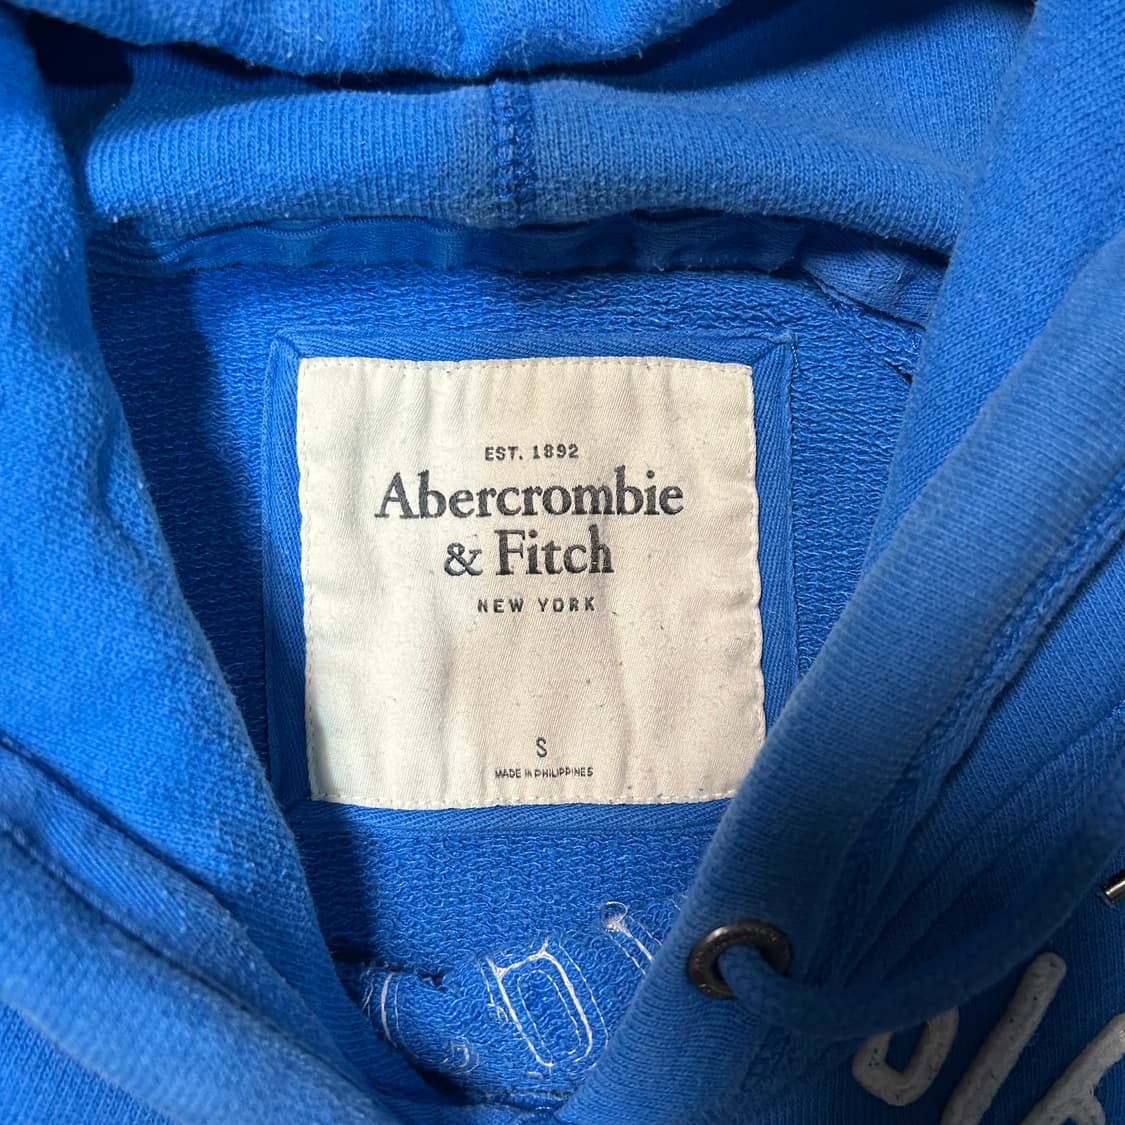 EST. 1892
Abercrombie
& Fitch
NEW YORK
S
MADE IN PHILIPPINES